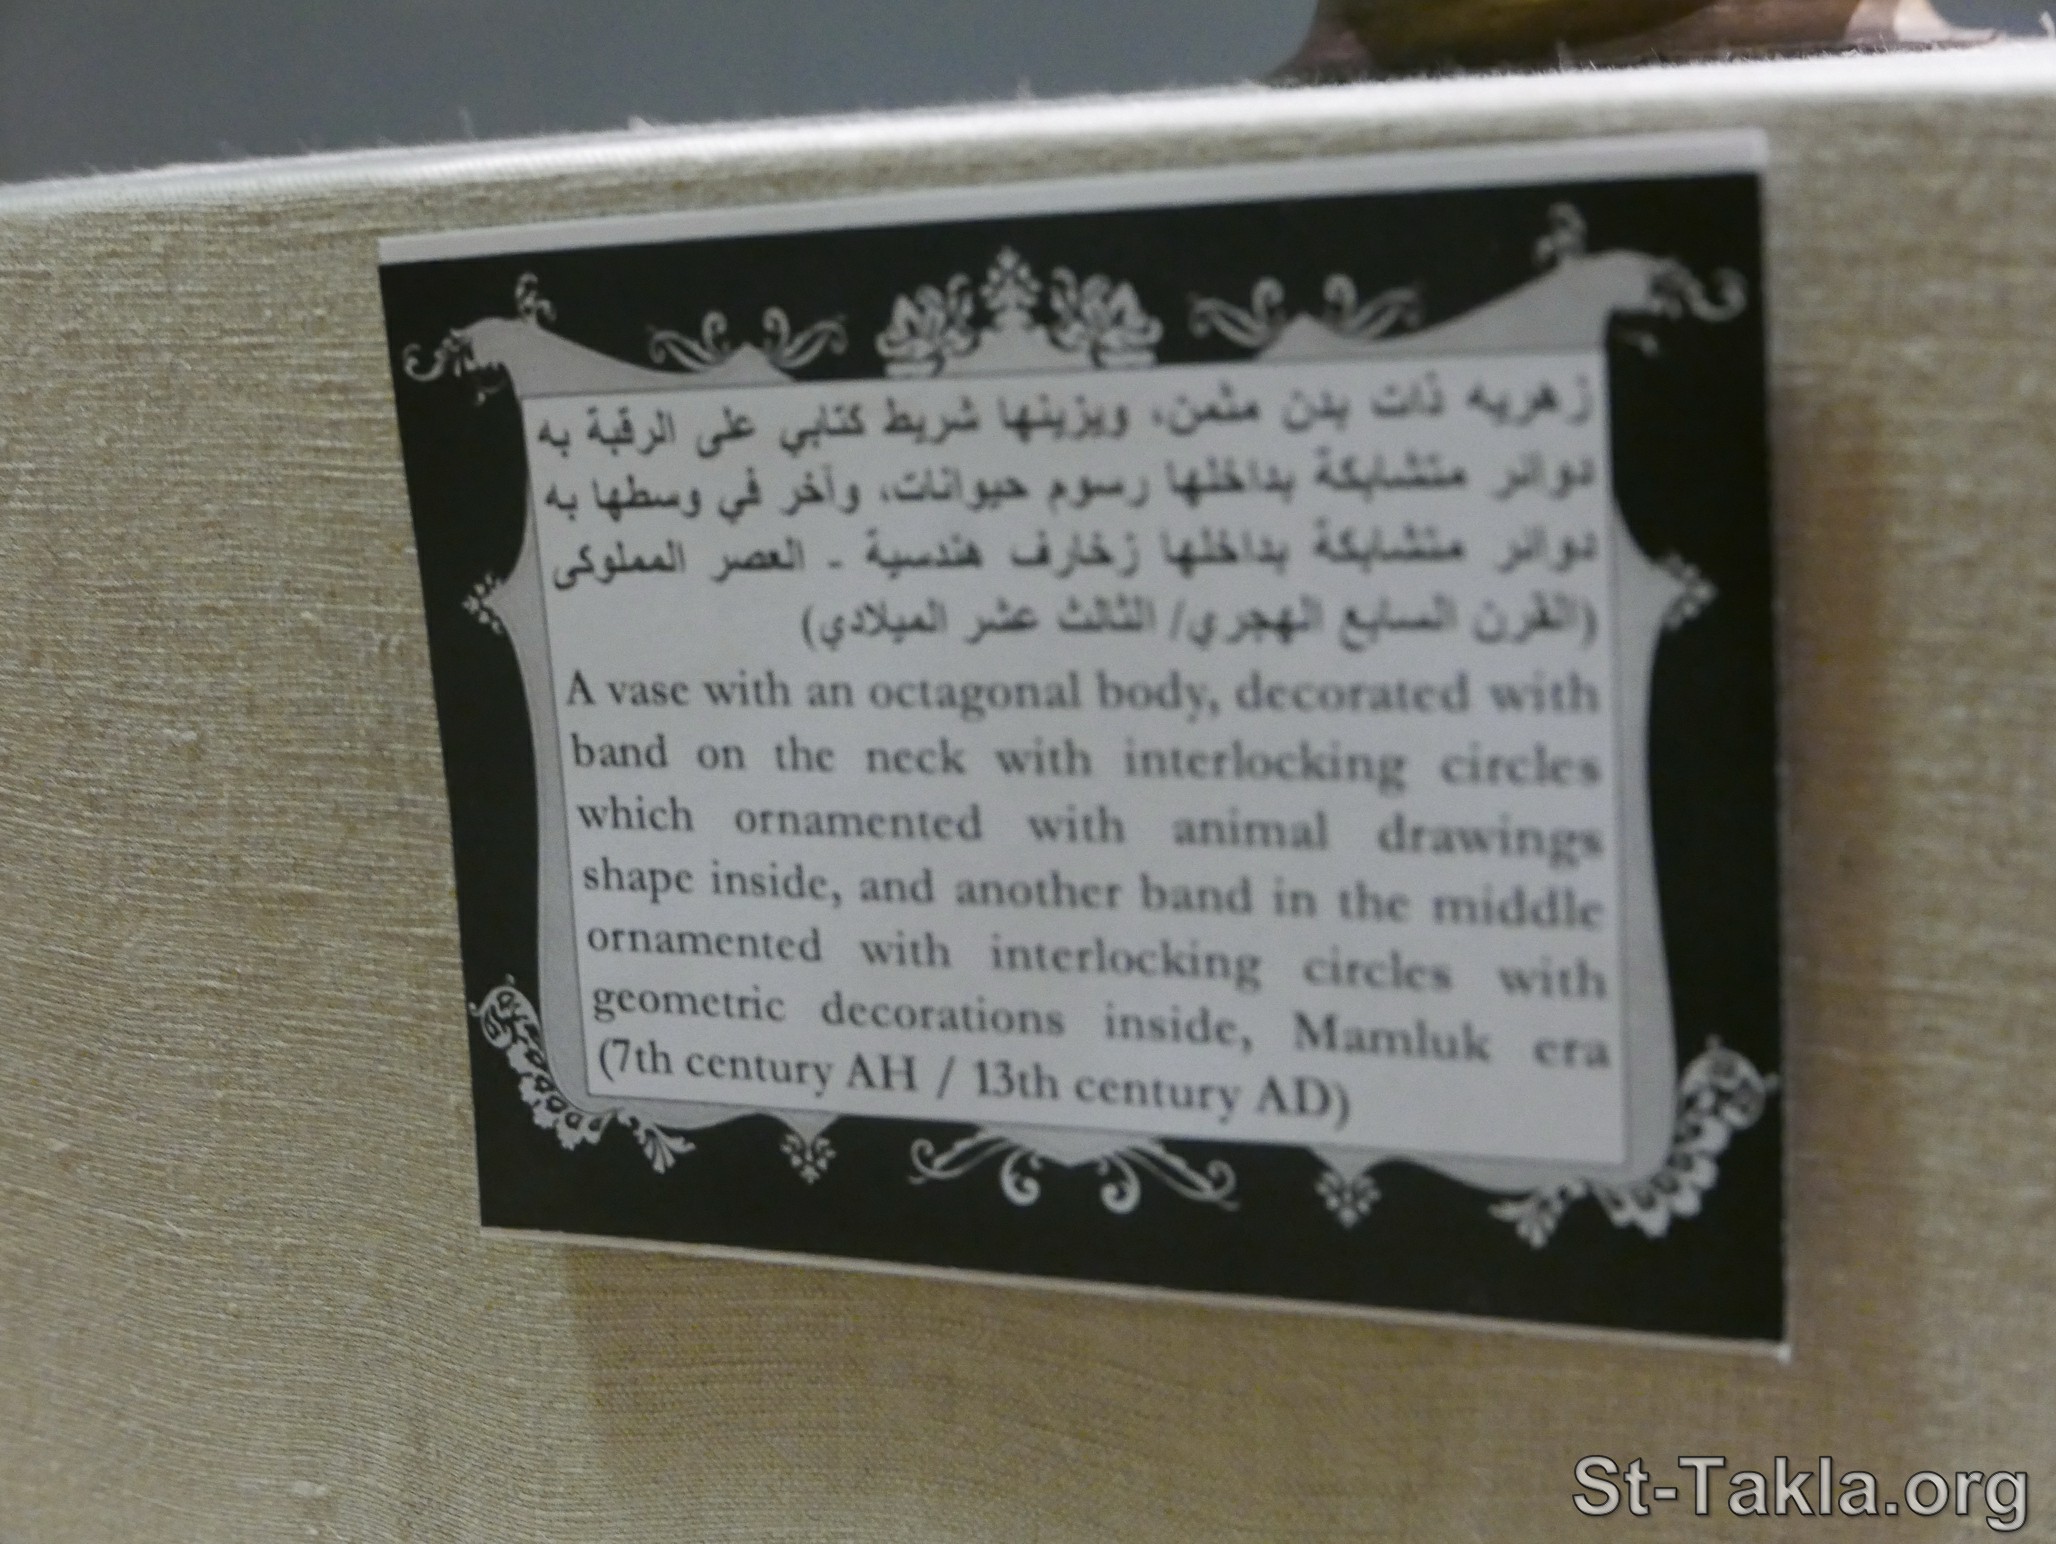 زهريه ذات بدن مثمن، ويزينها شريط كتابي على الرقبة به
دوائر متشابكة بداخلها رسوم حيوانات، وآخر في وسطها به
دوائر متشابكة بداخلها زخارف هندسية - العصر المملوكى
(القرن السابع الهجري/ الثالث عشر الميلادي)
A vase with an octagonal body, decorated with
band on the neck with interlocking circles
which ornamented with animal drawings
shape inside, and another band in the middle
ornamented with interlocking circles with
geometric decorations inside, Mamluk era
(7th century AH / 13th century AD)
St-Takla.org